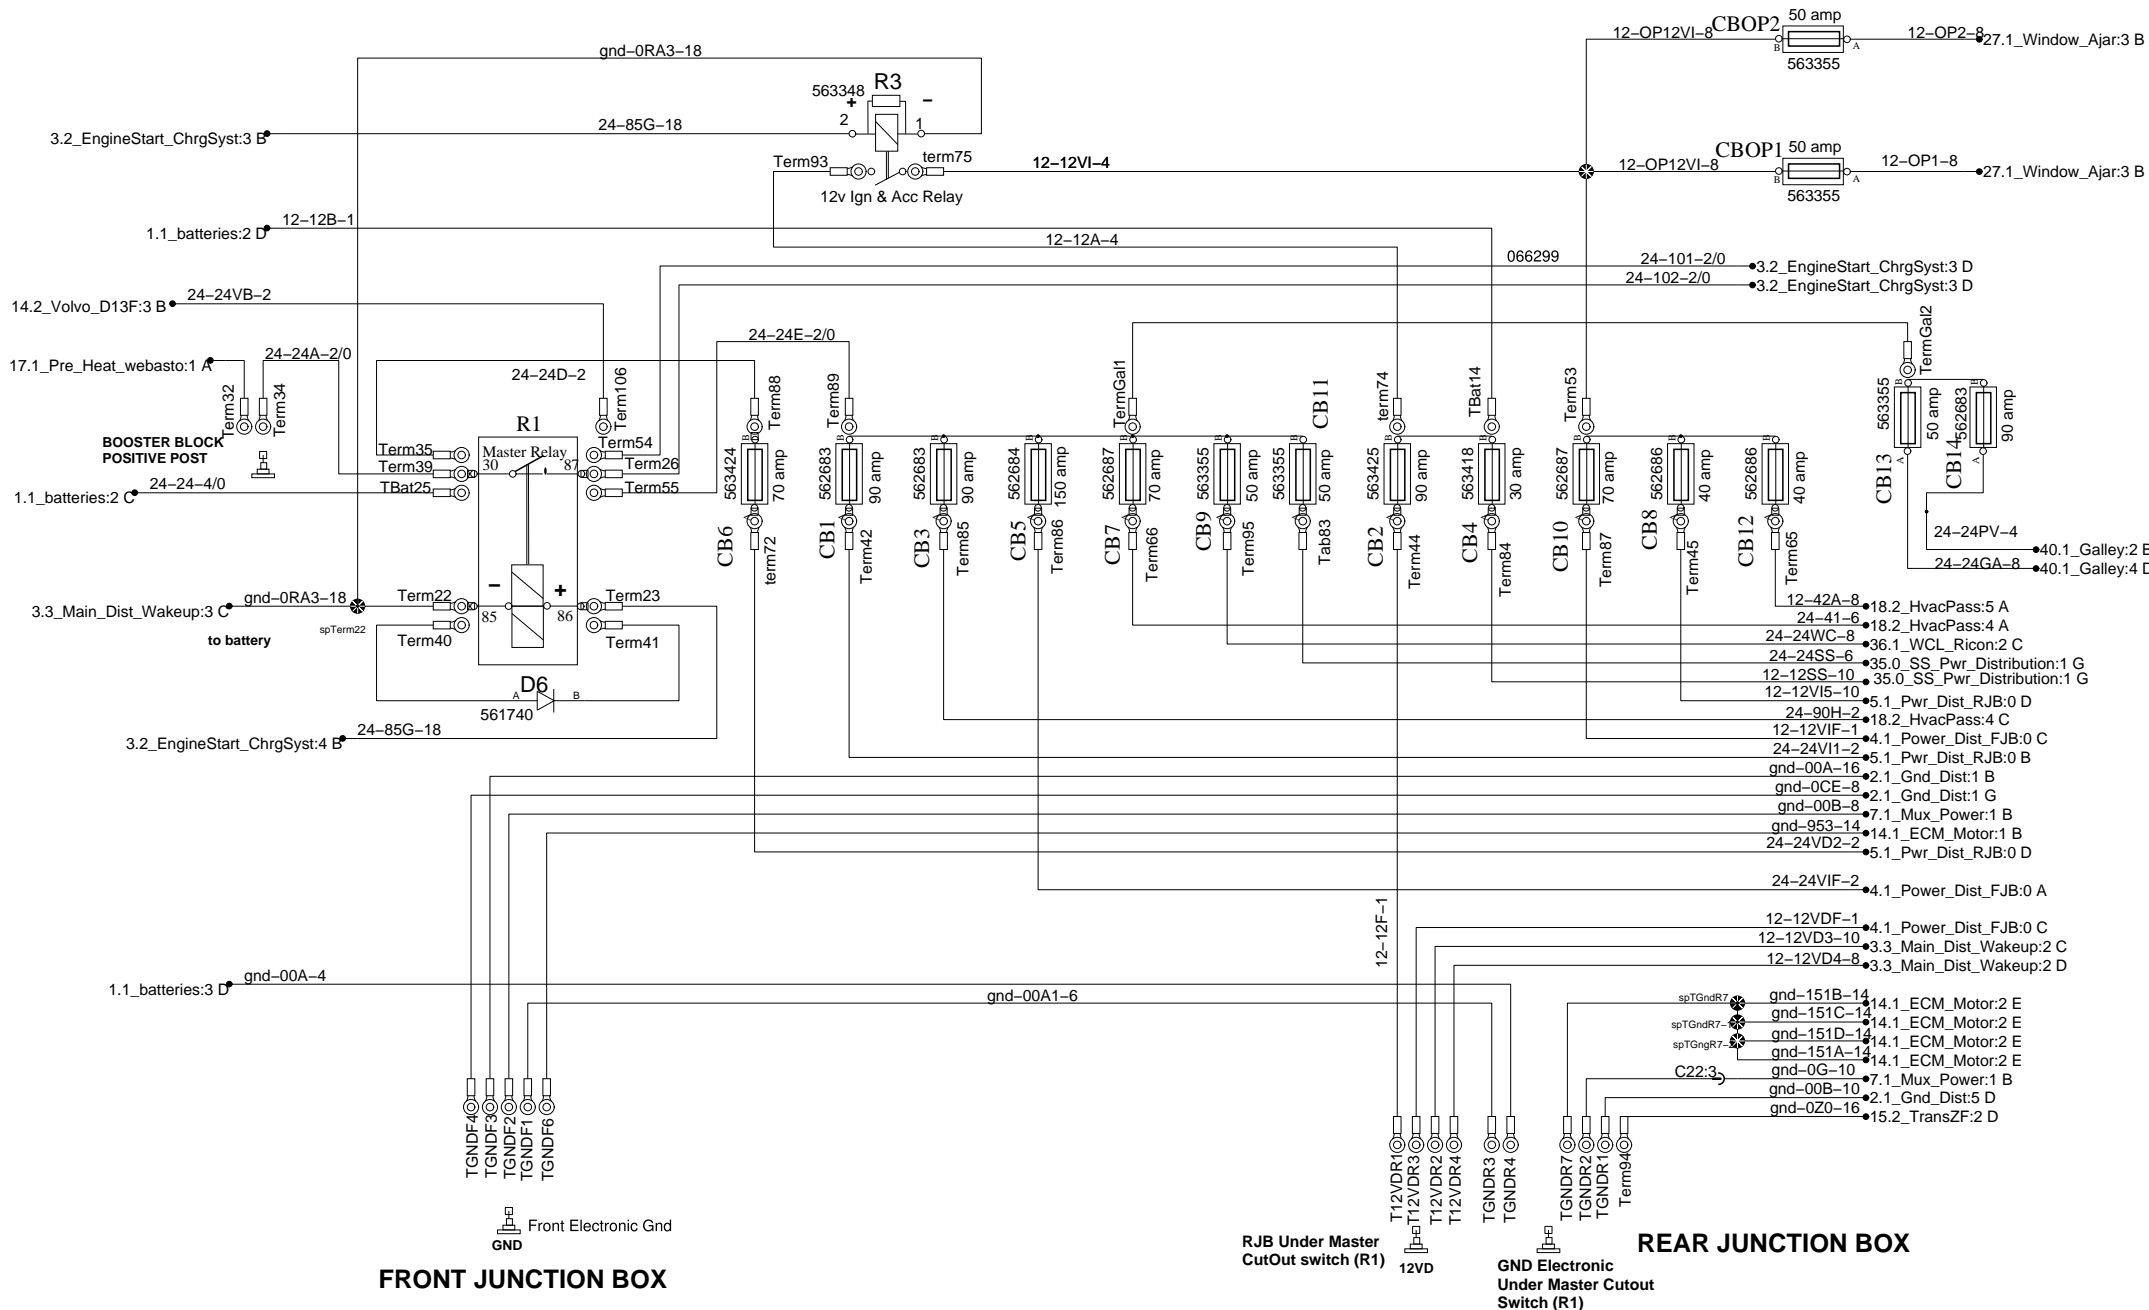 gnd-0RA3-18
R3
563348
+
-
2
1
3.2_EngineStart_ChrgSyst:3 B
24-85G-18
Term93
term75
12-12VI-4
12v Ign & Acc Relay
12-OP12VI-8
CBOP2
50 amp
B
A
563355
12-OP2-8
27.1_Window_Ajar:3 B
12-OP12VI-8
CBOP1
50 amp
B
A
563355
12-OP1-8
27.1_Window_Ajar:3 B
1.1_batteries:2 D
12-12B-1
12-12A-4
066299
24-101-2/0
3.2_EngineStart_ChrgSyst:3 D
24-102-2/0
3.2_EngineStart_ChrgSyst:3 D
14.2_Volvo_D13F:3 B
24-24VB-2
17.1_Pre_Heat_webasto:1 A
24-24A-2/0
24-24D-2
24-24E-2/0
Term32
Term34
BOOSTER BLOCK
POSITIVE POST
Term106
Term88
Term89
TermGal1
CB11
term74
TBat14
Term53
TermGal2
R1
Master Relay
30
87
Term35
Term39
TBat25
Term54
Term26
Term55
1.1_batteries:2 C
24-24-4/0
B
563424
70 amp
CB6
term72
B
562683
90 amp
CB1
Term42
B
562683
90 amp
CB3
Term85
B
562684
150 amp
CB5
Term86
B
562687
70 amp
CB7
Term66
B
563355
50 amp
CB9
Term95
B
563355
50 amp
Tab83
B
563425
90 amp
CB2
Term44
B
563418
30 amp
CB4
Term84
B
562687
70 amp
CB10
Term87
B
562686
40 amp
CB8
Term45
B
562686
40 amp
CB12
Term65
B
563355
50 amp
A
CB13
B
562683
90 amp
A
CB14
24-24PV-4
40.1_Galley:2 B
24-24GA-8
40.1_Galley:4 D
3.3_Main_Dist_Wakeup:3 C
gnd-0RA3-18
spTerm22
to battery
Term22
Term40
-
+
85
86
Term23
Term41
D6
A
B
561740
3.2_EngineStart_ChrgSyst:4 B
24-85G-18
12-42A-8
18.2_HvacPass:5 A
24-41-6
18.2_HvacPass:4 A
24-24WC-8
36.1_WCL_Ricon:2 C
24-24SS-6
35.0_SS_Pwr_Distribution:1 G
12-12SS-10
35.0_SS_Pwr_Distribution:1 G
12-12VI5-10
5.1_Pwr_Dist_RJB:0 D
24-90H-2
18.2_HvacPass:4 C
12-12VIF-1
4.1_Power_Dist_FJB:0 C
24-24VI1-2
5.1_Pwr_Dist_RJB:0 B
gnd-00A-16
2.1_Gnd_Dist:1 B
gnd-0CE-8
2.1_Gnd_Dist:1 G
gnd-00B-8
7.1_Mux_Power:1 B
gnd-953-14
14.1_ECM_Motor:1 B
24-24VD2-2
5.1_Pwr_Dist_RJB:0 D
24-24VIF-2
4.1_Power_Dist_FJB:0 A
12-12F-1
12-12VDF-1
4.1_Power_Dist_FJB:0 C
12-12VD3-10
3.3_Main_Dist_Wakeup:2 C
12-12VD4-8
3.3_Main_Dist_Wakeup:2 D
1.1_batteries:3 D
gnd-00A-4
gnd-00A1-6
spTGndR7
gnd-151B-14
14.1_ECM_Motor:2 E
gnd-151C-14
14.1_ECM_Motor:2 E
gnd-151D-14
14.1_ECM_Motor:2 E
gnd-151A-14
14.1_ECM_Motor:2 E
C22:3
gnd-0G-10
7.1_Mux_Power:1 B
gnd-00B-10
2.1_Gnd_Dist:5 D
gnd-0Z0-16
15.2_TransZF:2 D
TGNDF4
TGNDF3
TGNDF2
TGNDF1
TGNDF6
T12VDR1
T12VDR3
T12VDR2
T12VDR4
TGNDR3
TGNDR4
TGNDR7
TGNDR2
TGNDR1
Term94
Front Electronic Gnd
GND
FRONT JUNCTION BOX
RJB Under Master
CutOut switch (R1)
12VD
GND Electronic
Under Master Cutout
Switch (R1)
REAR JUNCTION BOX